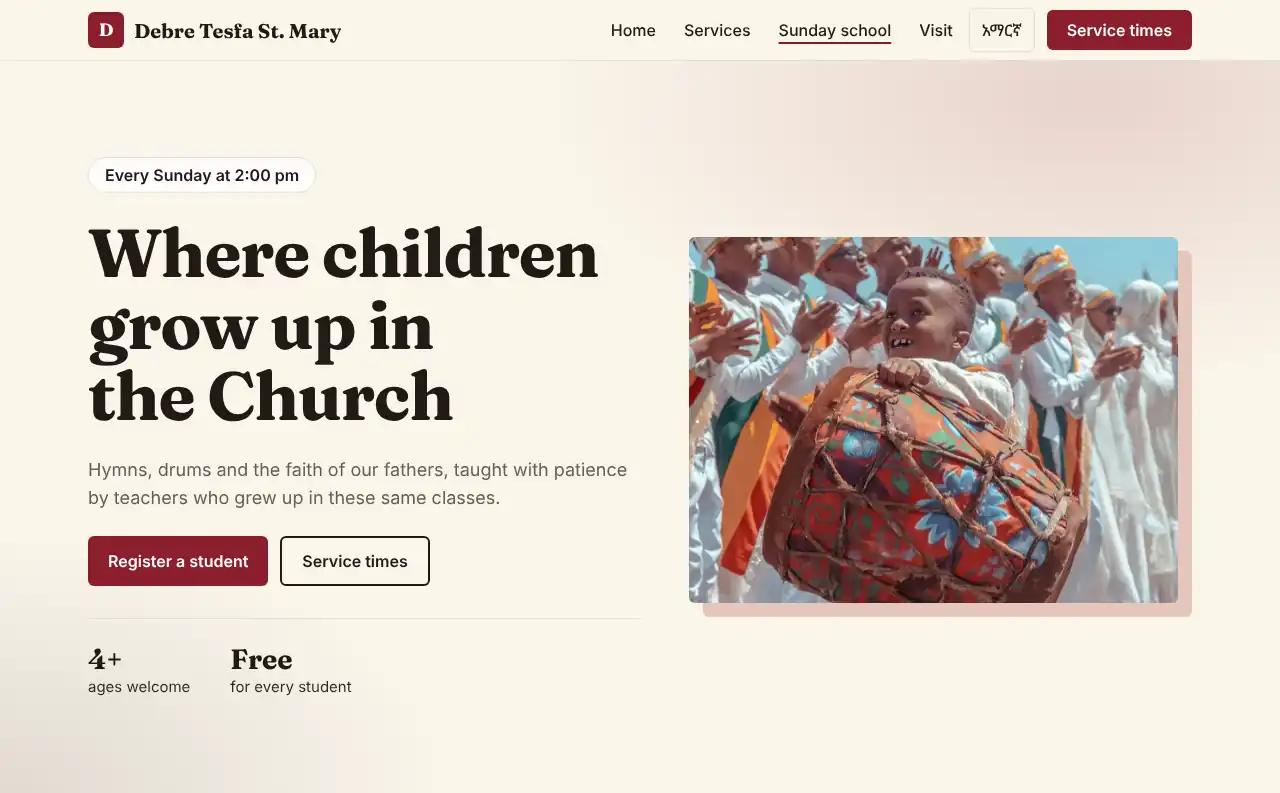 D
Debre Tesfa St. Mary
Home
Services
Sunday school
Visit
አማርኛ
Service times
Every Sunday at 2:00 pm
Where children
grow up in
the Church
Hymns, drums and the faith of our fathers, taught with patience
by teachers who grew up in these same classes.
Register a student
Service times
4+
ages welcome
Free
for every student